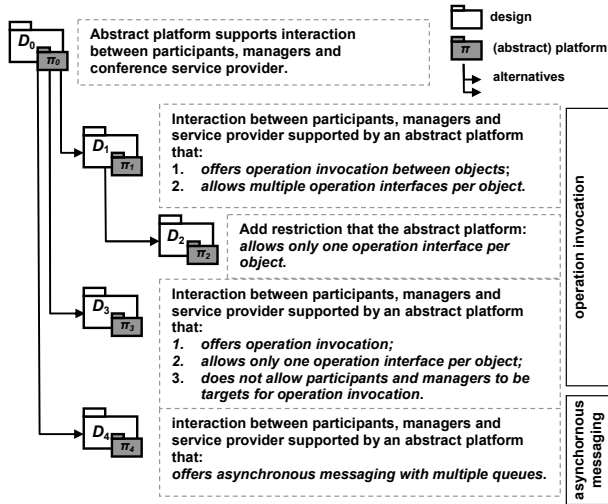 D0
π0
Abstract platform supports interaction
between participants, managers and
conference service provider.
design
π
(abstract) platform
alternatives
D1
π1
Interaction between participants, managers and
service provider supported by an abstract platform
that:
1. offers operation invocation between objects;
2. allows multiple operation interfaces per object.
D2
π2
Add restriction that the abstract platform:
allows only one operation interface per
object.
D3
π3
Interaction between participants, managers and
service provider supported by an abstract platform
that:
1. offers operation invocation;
2. allows only one operation interface per object;
3. does not allow participants and managers to be
targets for operation invocation.
operation invocation
D4
π4
interaction between participants, managers and
service provider supported by an abstract platform
that:
offers asynchronous messaging with multiple queues.
asynchornous
messaging